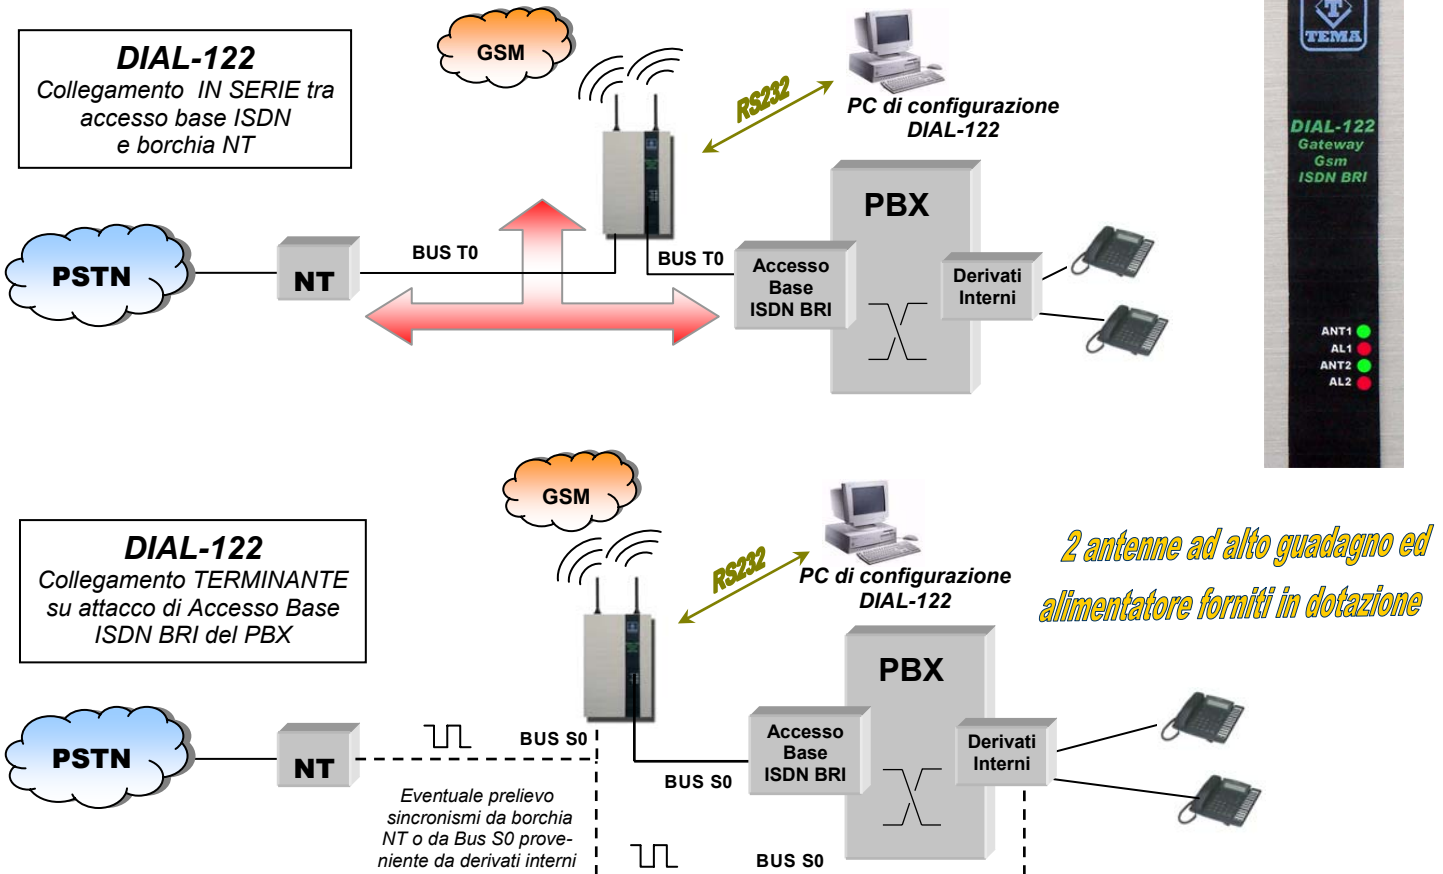 DIAL-122
Collegamento IN SERIE tra
accesso base ISDN
e borchia NT
GSM
RS232
PC di configurazione
DIAL-122
TEMA
DIAL-122
Gateway
Gsm
ISDN BRI
ANT1
AL1
ANT2
AL2
PSTN
NT
BUS T0
BUS T0
PBX
Accesso
Base
ISDN BRI
Derivati
Interni
DIAL-122
Collegamento TERMINANTE
su attacco di Accesso Base
ISDN BRI del PBX
GSM
RS232
PC di configurazione
DIAL-122
2 antenne ad alto guadagno ed
alimentatore forniti in dotazione
PSTN
NT
BUS S0
BUS S0
PBX
Accesso
Base
ISDN BRI
Derivati
Interni
Eventuale prelievo
sincronismi da borchia
NT o da Bus S0 prove-
niente da derivati interni
BUS S0